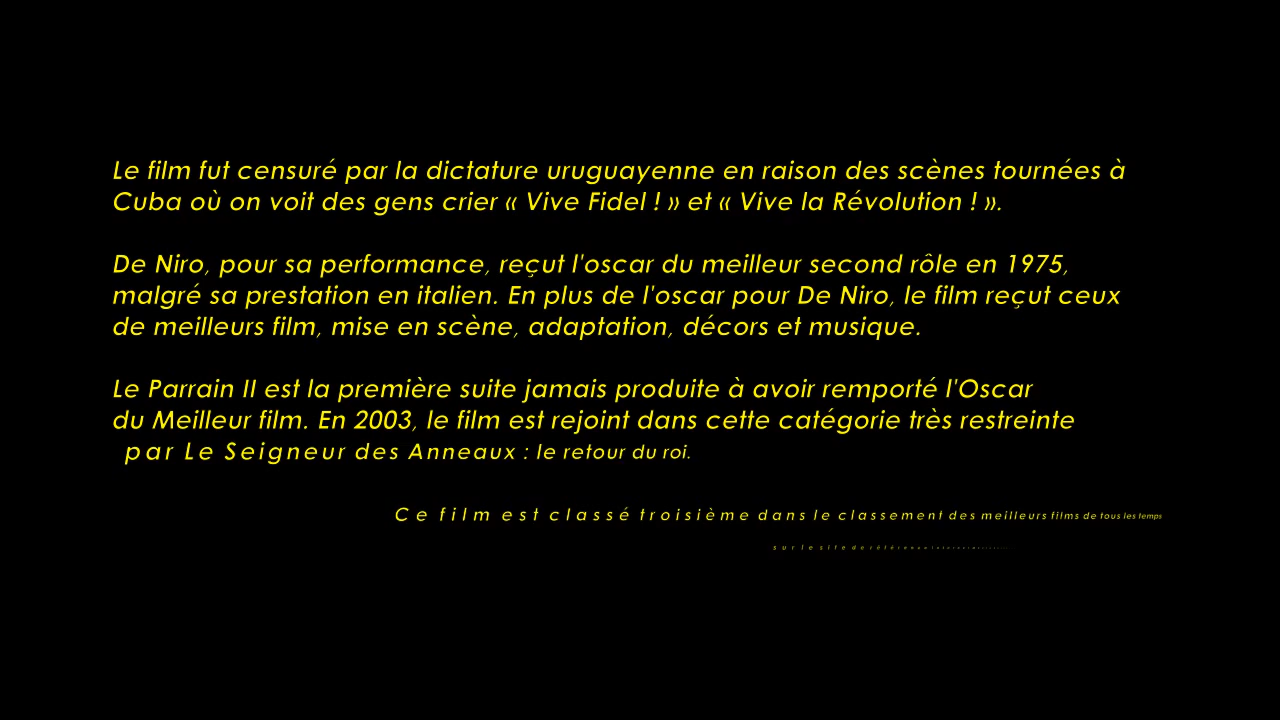 Le film fut censuré par la dictature uruguayenne en raison des scènes tournées à
Cuba où on voit des gens crier « Vive Fidel ! » et « Vive la Révolution ! ».
De Niro, pour sa performance, reçut l'oscar du meilleur second rôle en 1975,
malgré sa prestation en italien. En plus de l'oscar pour De Niro, le film reçut ceux
de meilleurs film, mise en scène, adaptation, décors et musique.
Le Parrain II est la première suite jamais produite à avoir remporté l'Oscar
du Meilleur film. En 2003, le film est rejoint dans cette catégorie très restreinte
par Le Seigneur des Anneaux : le retour du roi.
Ce film est classé troisième dans le classement des meilleurs films de tous les temps
sur le site de référence